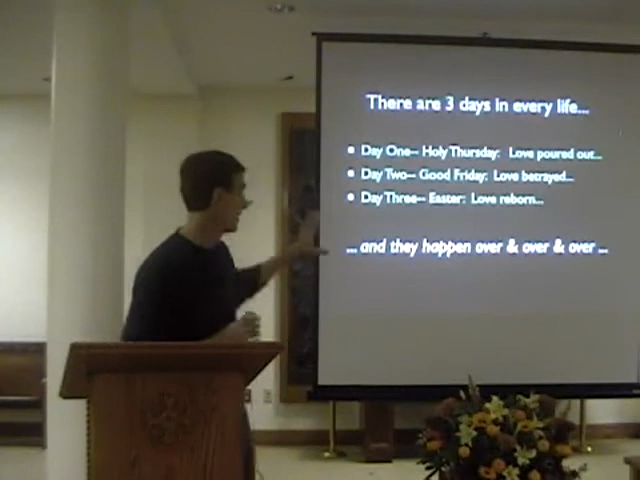 There are 3 days in every life...
Day One-- Holy Thursday: Love poured out...
Day Two-- Good Friday: Love betrayed...
Day Three-- Easter: Love reborn...
... and they happen over & over & over ...